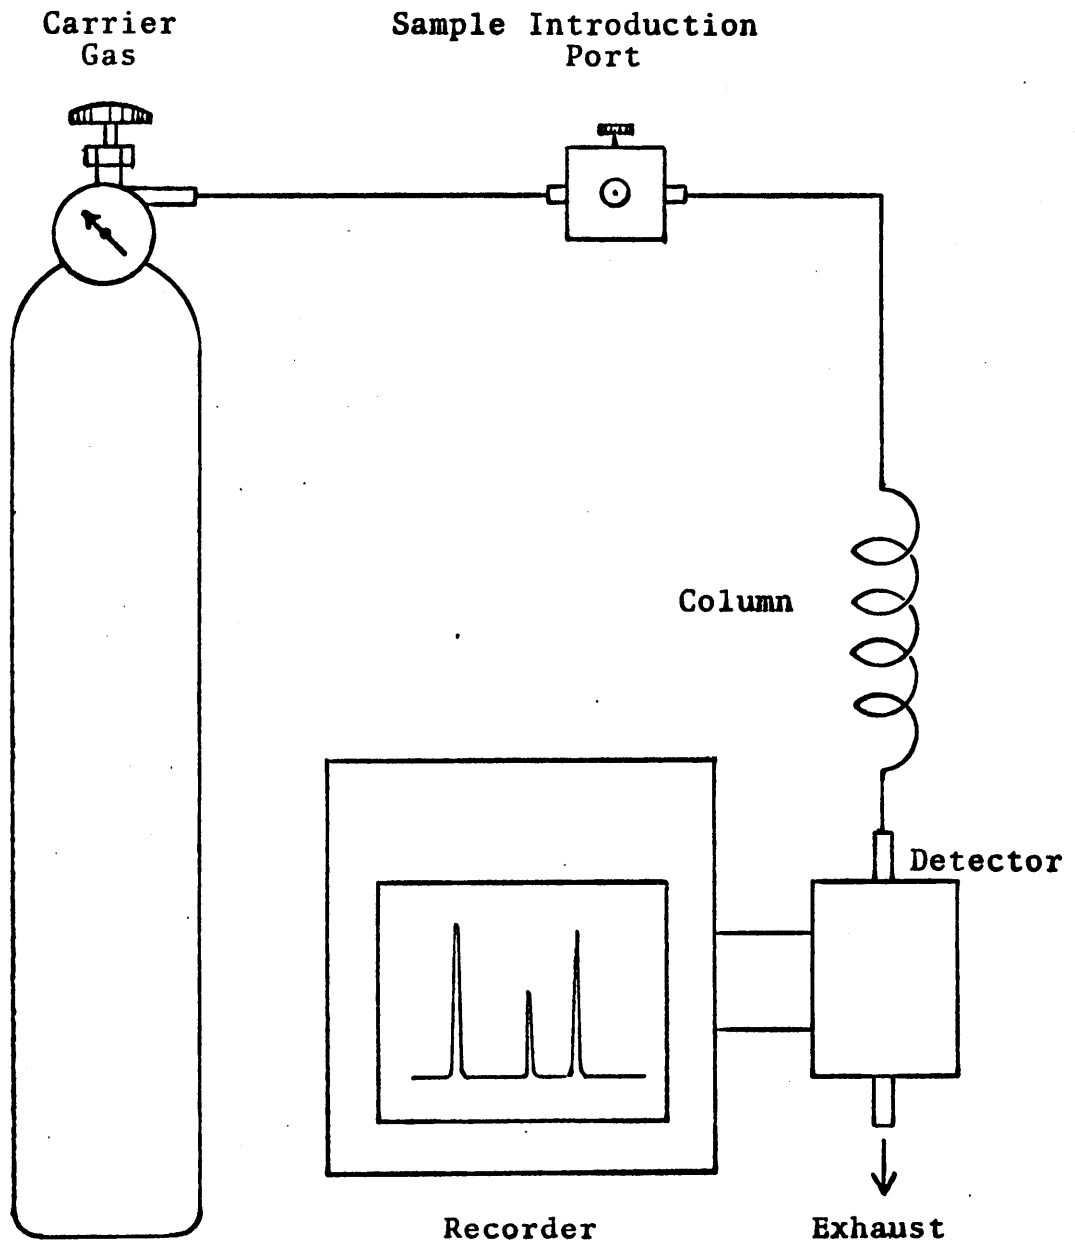 Carrier
Gas
Sample Introduction
Port
Column
Detector
Recorder
Exhaust